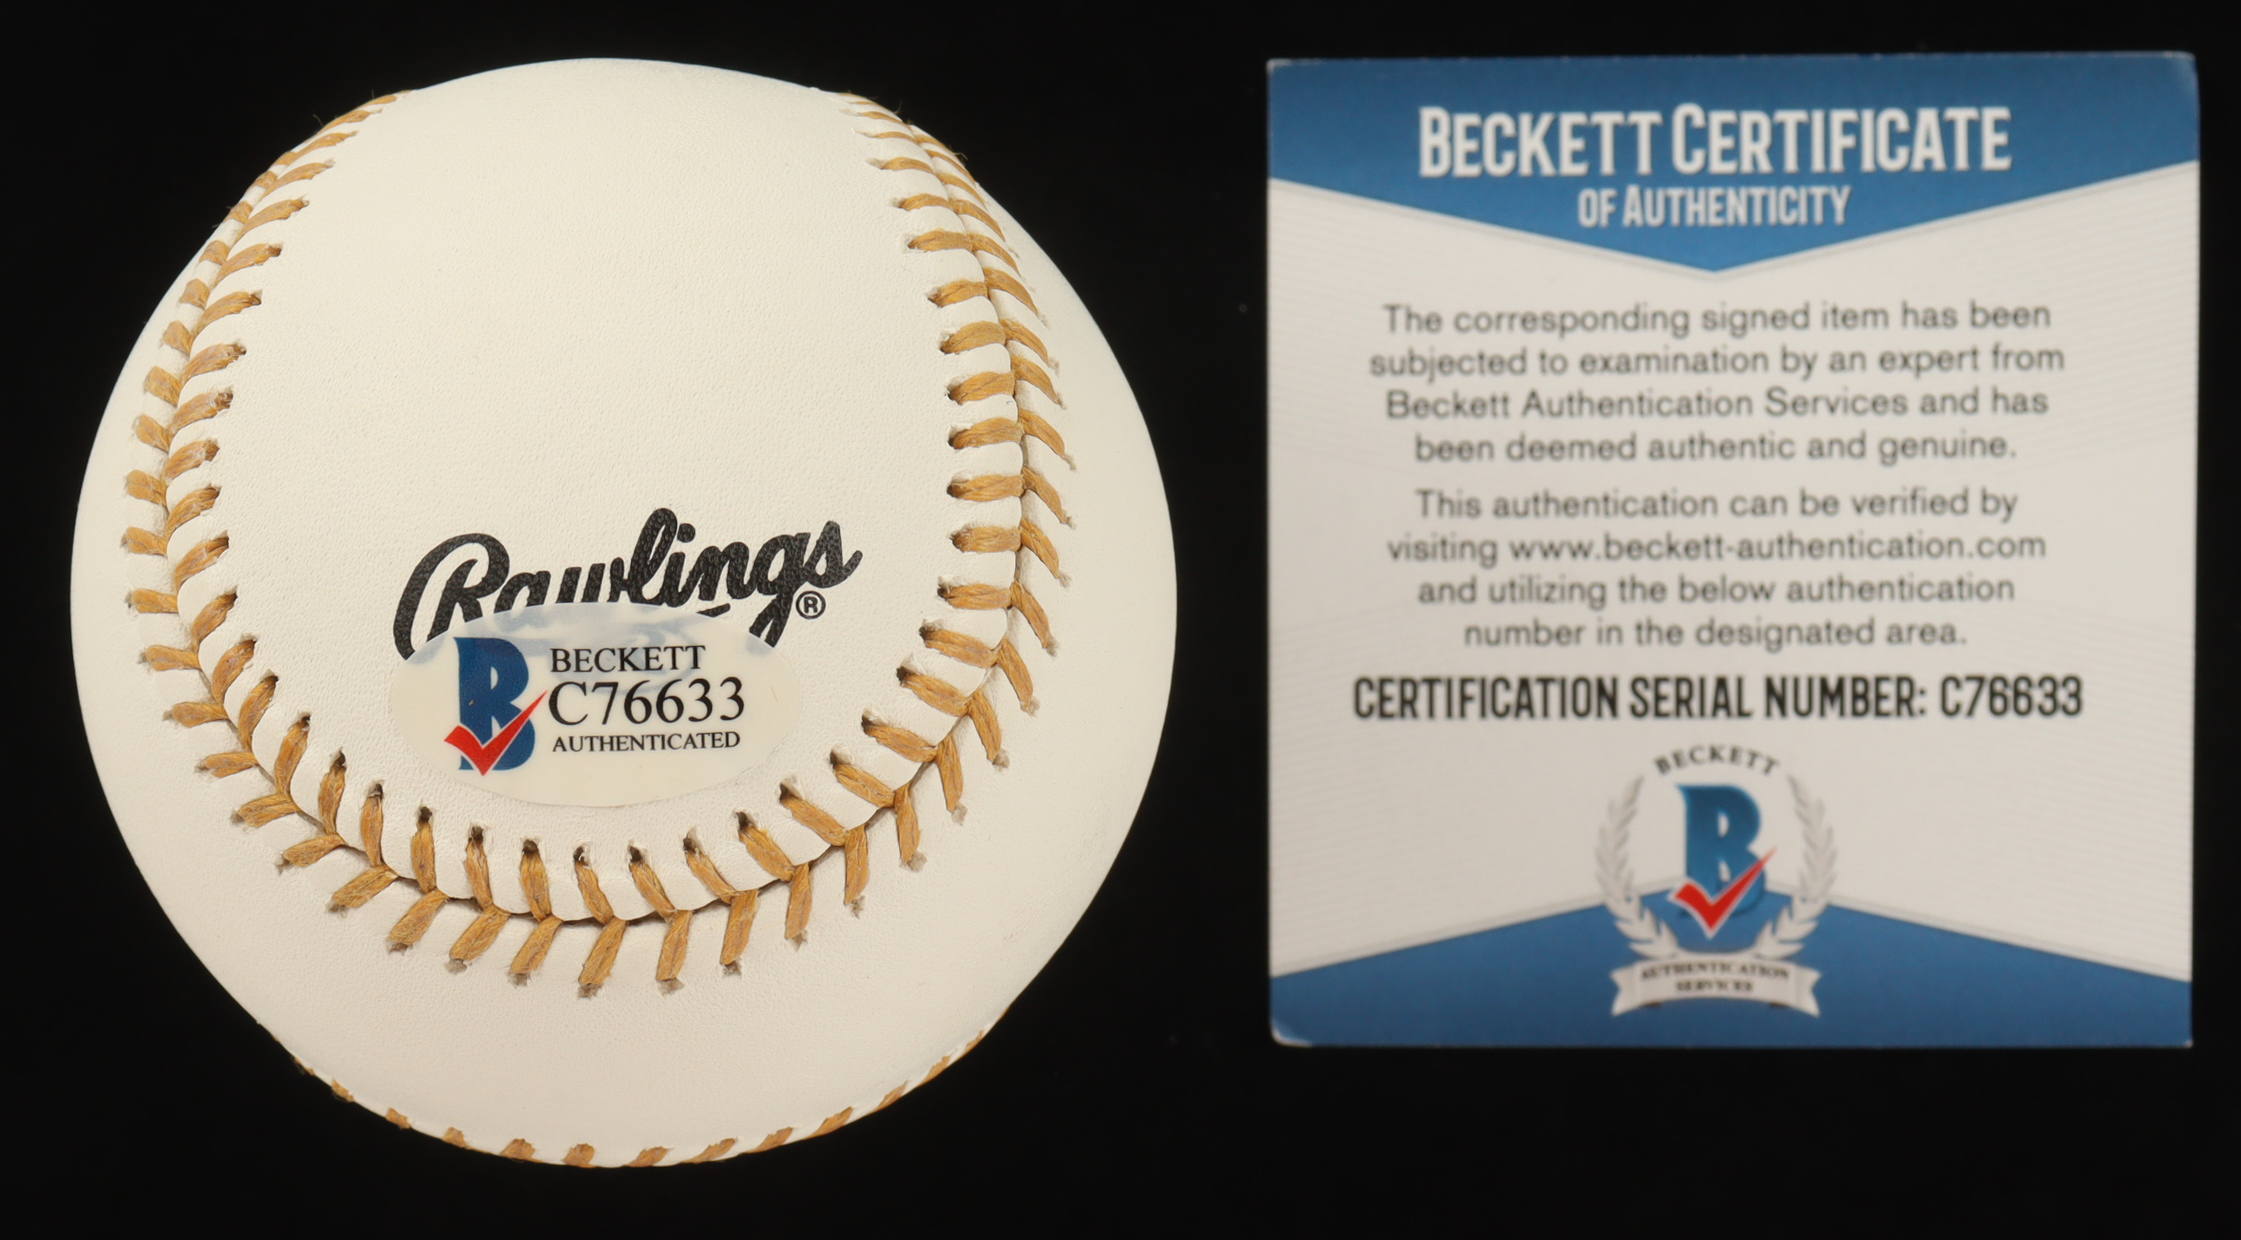 Rawlings
®
BECKETT
C76633
AUTHENTICATED
BECKETT CERTIFICATE
OF AUTHENTICITY
The corresponding signed item has been
subjected to examination by an expert from
Beckett Authentication Services and has
been deemed authentic and genuine.
This authentication can be verified by
visiting www.beckett-authentication.com
and utilizing the below authentication
number in the designated area.
CERTIFICATION SERIAL NUMBER: C76633
BECKETT
B
AUTHENTICATION
SERVICES